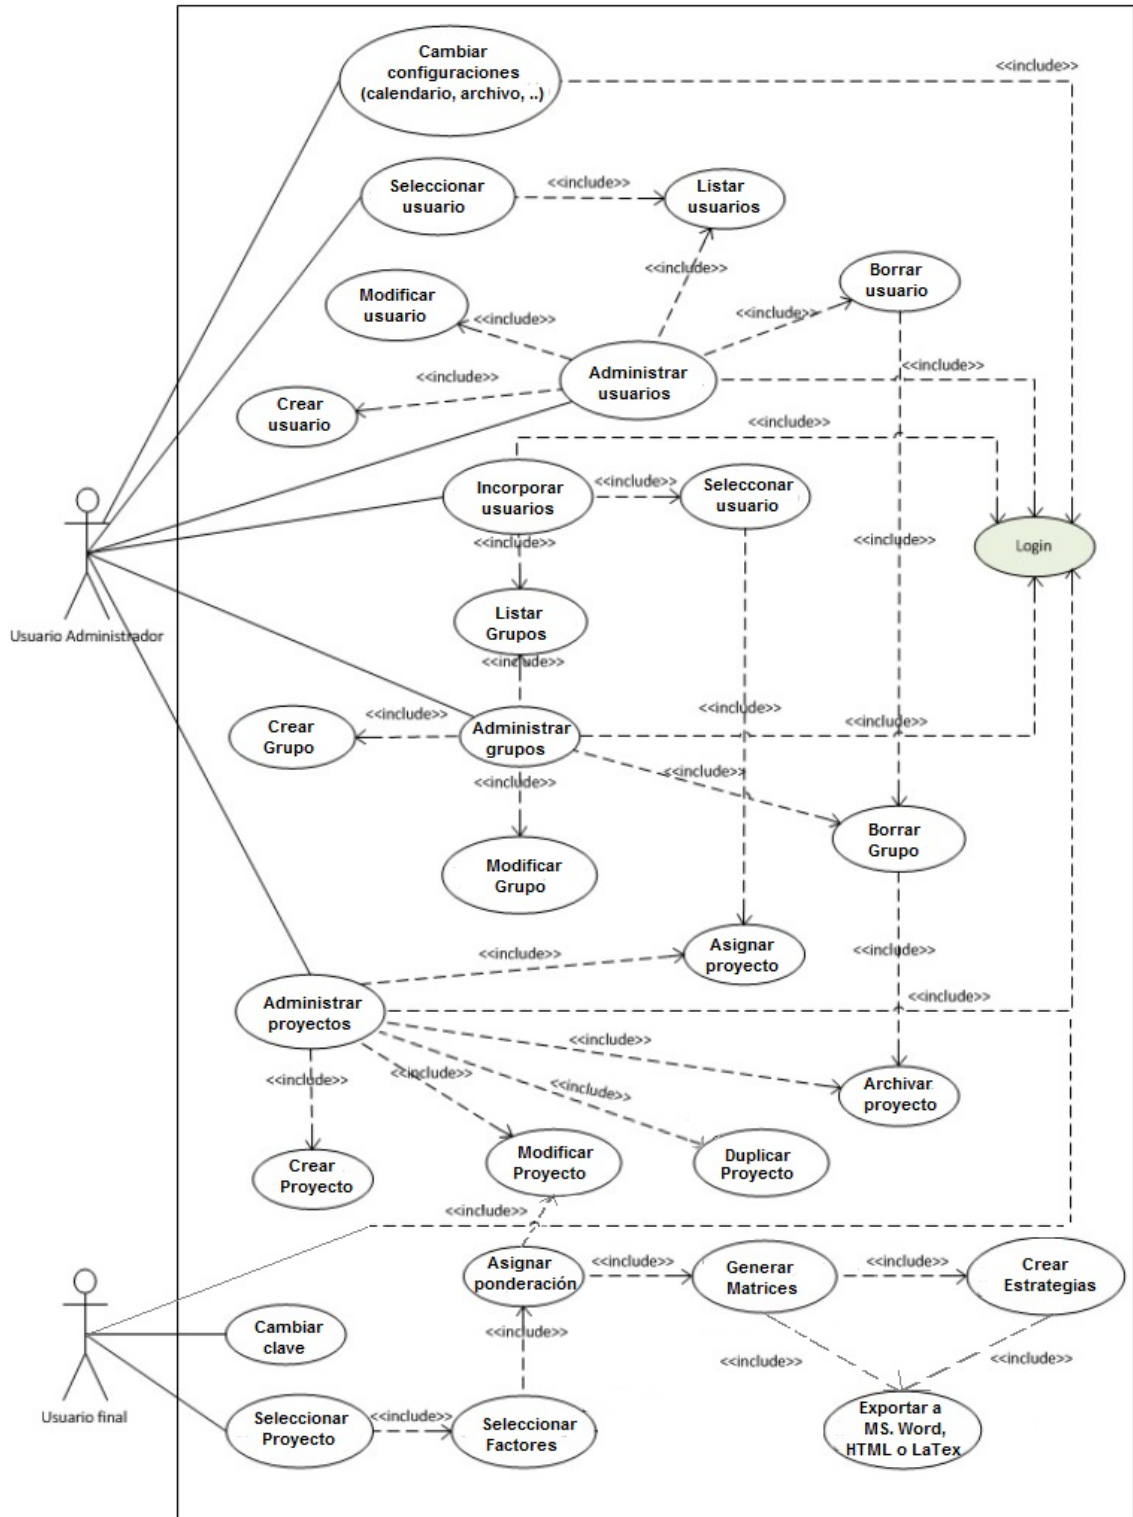 Cambiar
configuraciones
(calendario, archivo, ..)
<<include>>
Seleccionar
usuario
<<include>>
Listar
usuarios
<<include>>
Borrar
usuario
Modificar
usuario
<<include>>
<<include>>
Administrar
usuarios
<<include>>
<<include>>
Crear
usuario
<<include>>
Incorporar
usuarios
<<include>>
Selecconar
usuario
<<include>>
<<include>>
Login
Usuario Administrador
Listar
Grupos
<<include>>
Crear
Grupo
<<include>>
Administrar
grupos
<<include>>
<<include>>
<<include>>
<<include>>
<<include>>
Borrar
Grupo
Modificar
Grupo
<<include>>
Asignar
proyecto
<<include>>
Administrar
proyectos
<<include>>
<<include>>
<<include>>
<<include>>
<<include>>
Archivar
proyecto
Crear
Proyecto
Modificar
Proyecto
Duplicar
Proyecto
<<include>>
Asignar
ponderación
<<include>>
Generar
Matrices
<<include>>
Crear
Estrategias
Cambiar
clave
<<include>>
<<include>>
<<include>>
Usuario final
Seleccionar
Proyecto
<<include>>
Seleccionar
Factores
Exportar a
MS. Word,
HTML o LaTex